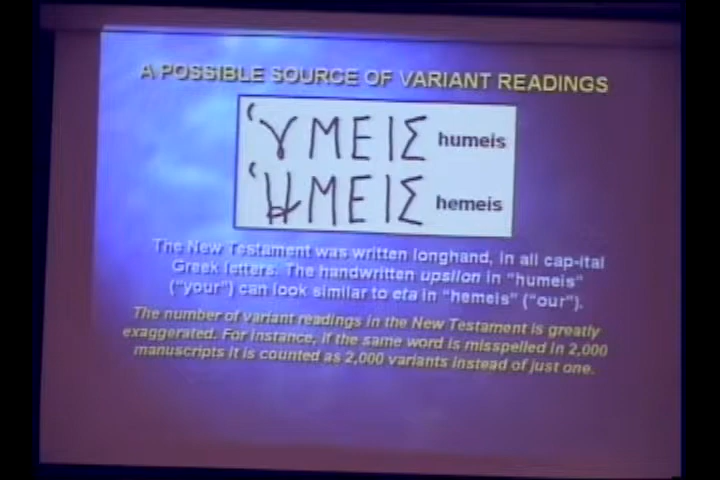 A POSSIBLE SOURCE OF VARIANT READINGS
῾ΥΜΕΙΣ humeis
῾ΗΜΕΙΣ hemeis
The New Testament was written longhand, in all cap-ital
Greek letters. The handwritten upsilon in "humeis"
("your") can look similar to eta in "hemeis" ("our").
The number of variant readings in the New Testament is greatly
exaggerated. For instance, if the same word is misspelled in 2,000
manuscripts it is counted as 2,000 variants instead of just one.